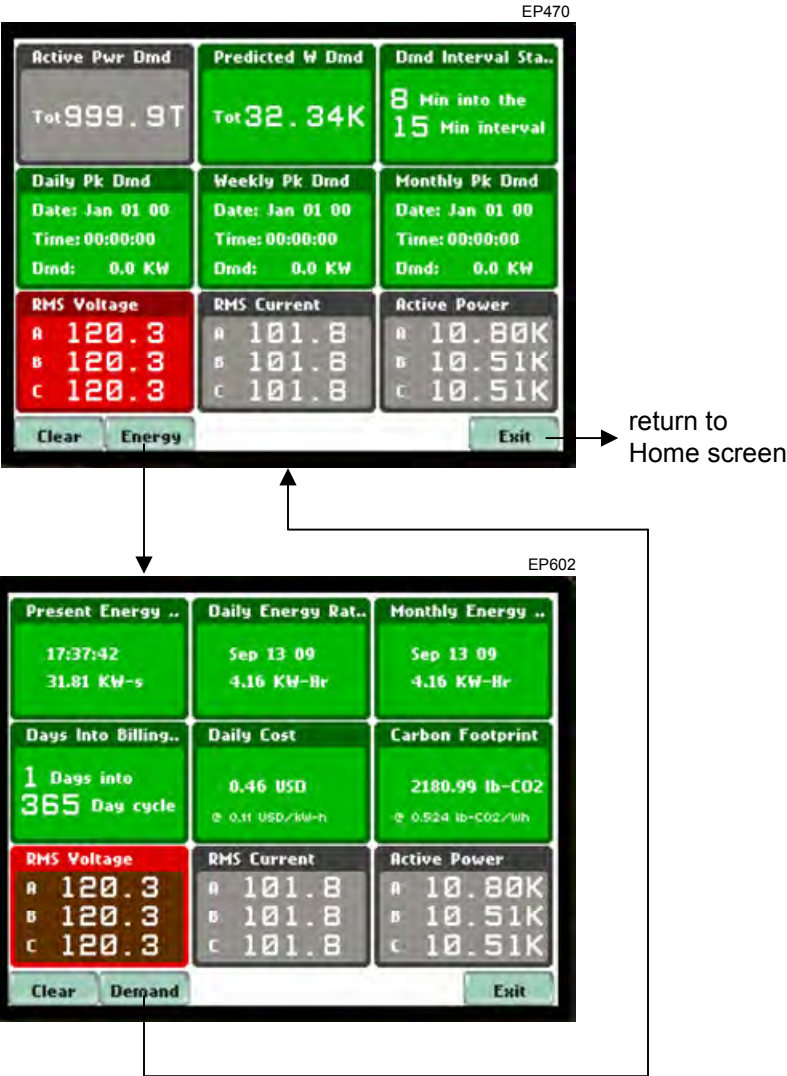 EP470
Active Pwr Dmd
Predicted W Dmd
Dmd Interval Sta..
Tot 999.9T
Tot 32.34K
8 Min into the
15 Min interval
Daily Pk Dmd
Date: Jan 01 00
Time: 00:00:00
Dmd: 0.0 KW
Weekly Pk Dmd
Date: Jan 01 00
Time: 00:00:00
Dmd: 0.0 KW
Monthly Pk Dmd
Date: Jan 01 00
Time: 00:00:00
Dmd: 0.0 KW
RMS Voltage
A 120.3
B 120.3
C 120.3
RMS Current
A 101.8
B 101.8
C 101.8
Active Power
A 10.80K
B 10.51K
C 10.51K
Clear
Energy
Exit
return to
Home screen
EP602
Present Energy ..
17:37:42
31.81 KW-s
Daily Energy Rat..
Sep 13 09
4.16 KW-Hr
Monthly Energy ..
Sep 13 09
4.16 KW-Hr
Days Into Billing..
1 Days into
365 Day cycle
Daily Cost
0.46 USD
@ 0.11 USD/kW-h
Carbon Footprint
2180.99 lb-CO2
@ 0.524 lb-CO2/Wh
RMS Voltage
A 120.3
B 120.3
C 120.3
RMS Current
A 101.8
B 101.8
C 101.8
Active Power
A 10.80K
B 10.51K
C 10.51K
Clear
Demand
Exit